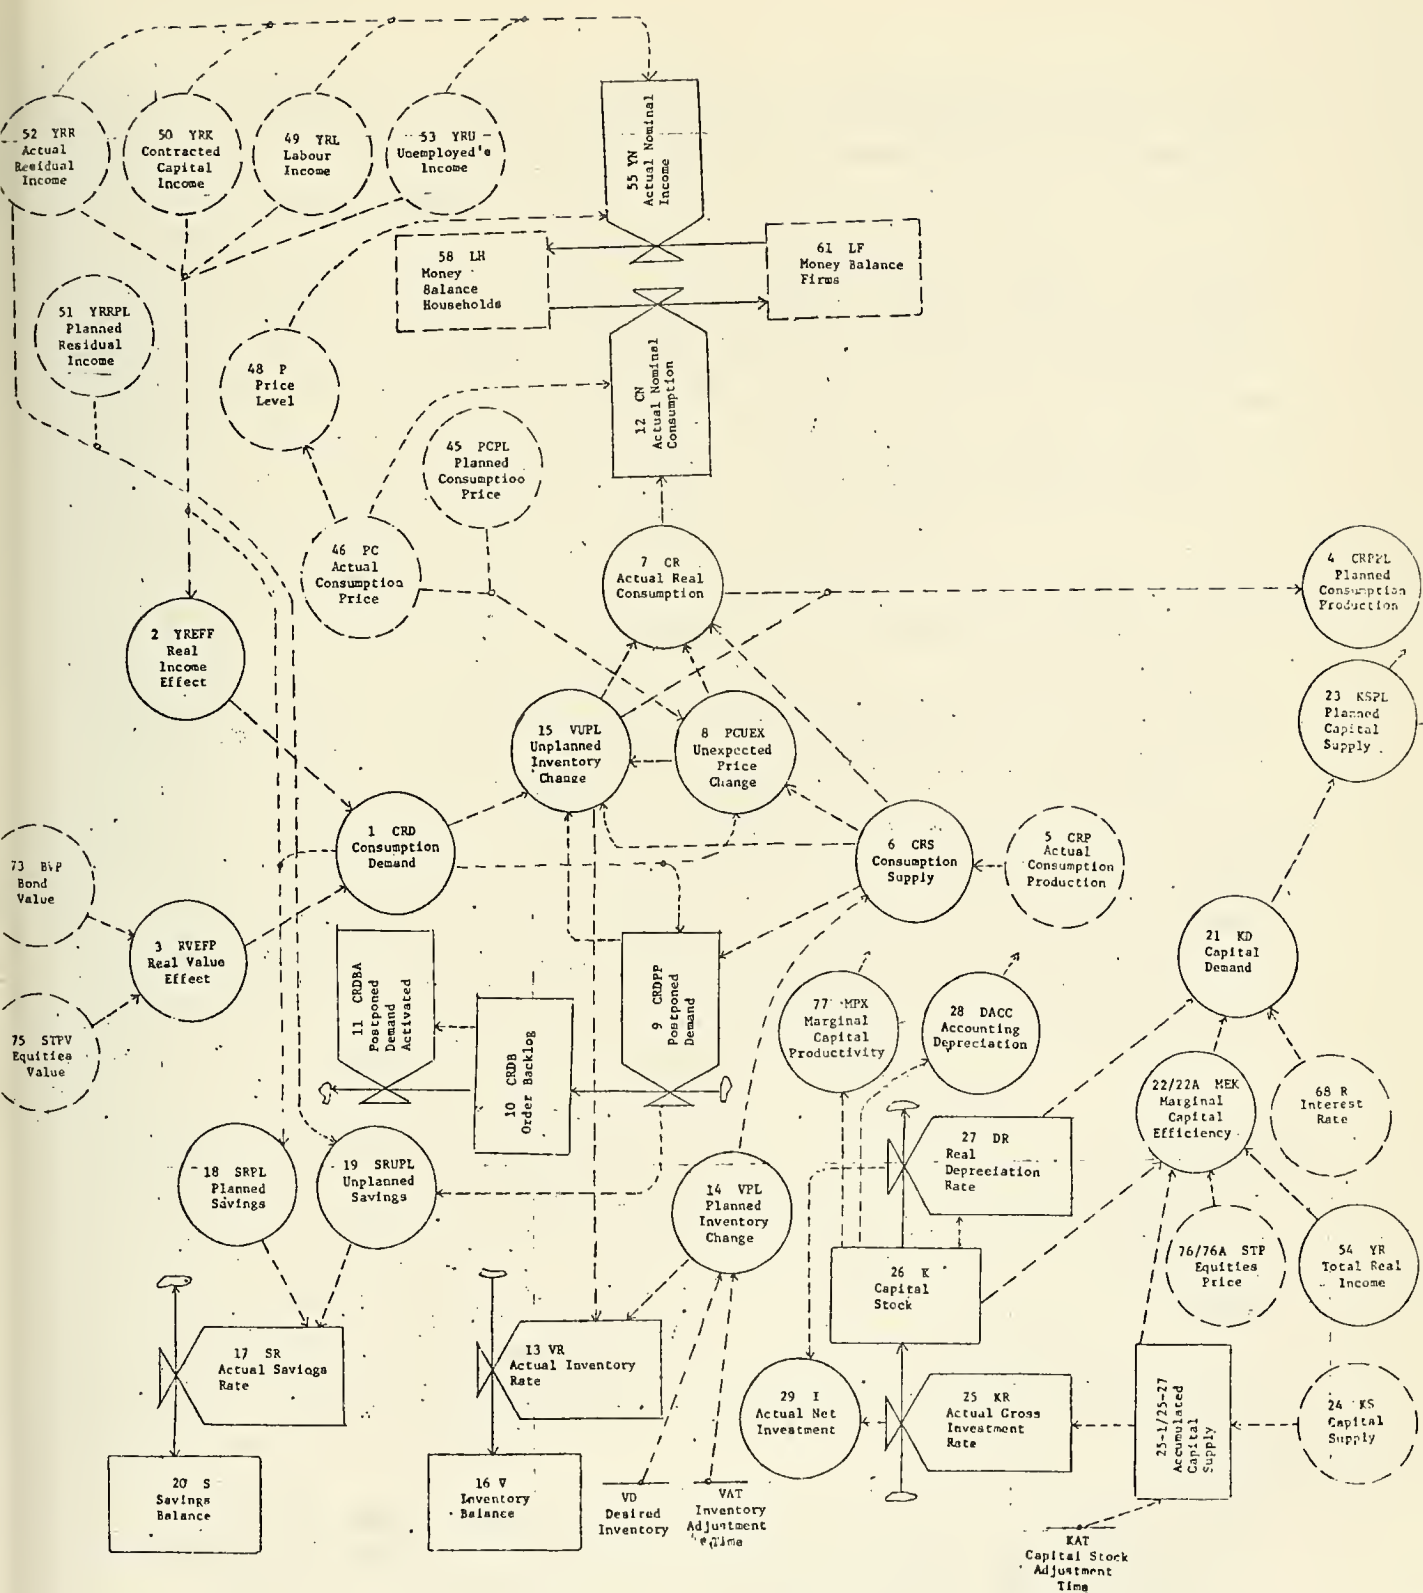 52 YRR
Actual
Residual
Income
50 YRK
Contracted
Capital
Income
49 YRL
Labour
Income
53 YRU
Unemployed's
Income
55 YN
Actual Nominal
Income
58 LH
Money
Balance
Households
61 LF
Money Balance
Firms
51 YRRPL
Planned
Residual
Income
48 P
Price
Level
12 CN
Actual Nominal
Consumption
45 PCPL
Planned
Consumption
Price
46 PC
Actual
Consumption
Price
7 CR
Actual Real
Consumption
4 CRPPL
Planned
Consumption
Production
2 YREFF
Real
Income
Effect
15 VUPL
Unplanned
Inventory
Change
8 PCUEX
Unexpected
Price
Change
23 KSPL
Planned
Capital
Supply
1 CRD
Consumption
Demand
6 CRS
Consumption
Supply
5 CRP
Actual
Consumption
Production
73 BVP
Bond
Value
3 RVEFP
Real Value
Effect
21 KD
Capital
Demand
11 CRDBA
Postponed
Demand
Activated
10 CRDB
Order Backlog
9 CRDPP
Postponed
Demand
77 MPX
Marginal
Capital
Productivity
28 DACC
Accounting
Depreciation
75 STPV
Equities
Value
22/22A MEK
Marginal
Capital
Efficiency
68 R
Interest
Rate
27 DR
Real
Depreciation
Rate
18 SRPL
Planned
Savings
19 SRUPL
Unplanned
Savings
14 VPL
Planned
Inventory
Change
76/76A STP
Equities
Price
54 YR
Total Real
Income
26 K
Capital
Stock
17 SR
Actual Savings
Rate
13 VR
Actual Inventory
Rate
29 I
Actual Net
Investment
25 KR
Actual Gross
Investment
Rate
25-1/25-27
Accumulated
Capital
Supply
24 KS
Capital
Supply
20 S
Savings
Balance
16 V
Inventory
Balance
VD
Desired
Inventory
VAT
Inventory
Adjustment
Time
KAT
Capital Stock
Adjustment
Time